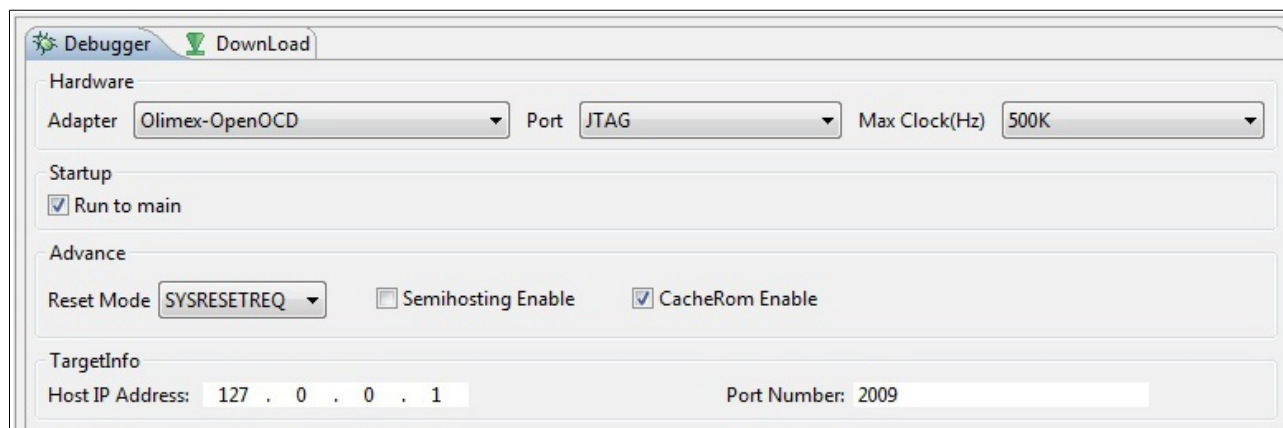 Debugger DownLoad
Hardware
Adapter Olimex-OpenOCD Port JTAG Max Clock(Hz) 500K
Startup
Run to main
Advance
Reset Mode SYSRESETREQ Semihosting Enable CacheRom Enable
TargetInfo
Host IP Address: 127 . 0 . 0 . 1 Port Number: 2009